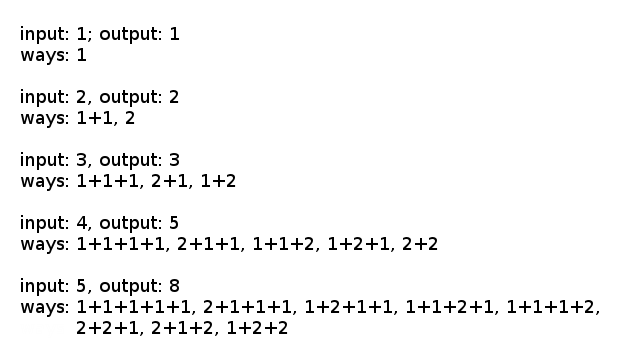 input: 1; output: 1
ways: 1
input: 2, output: 2
ways: 1+1, 2
input: 3, output: 3
ways: 1+1+1, 2+1, 1+2
input: 4, output: 5
ways: 1+1+1+1, 2+1+1, 1+1+2, 1+2+1, 2+2
input: 5, output: 8
ways: 1+1+1+1+1, 2+1+1+1, 1+2+1+1, 1+1+2+1, 1+1+1+2,
2+2+1, 2+1+2, 1+2+2